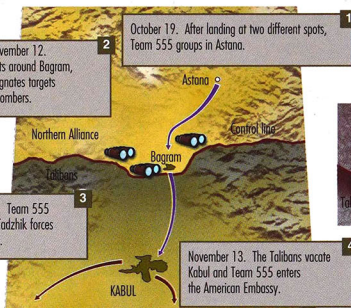 1
October 19. After landing at two different spots,
Team 555 groups in Astana.
2
vember 12.
ts around Bagram,
gnates targets
ombers.
Astana
Northern Alliance
Control line
Bagram
Talibans
3
Team 555
adzhik forces
4
November 13. The Talibans vacate
Kabul and Team 555 enters
the American Embassy.
KABUL